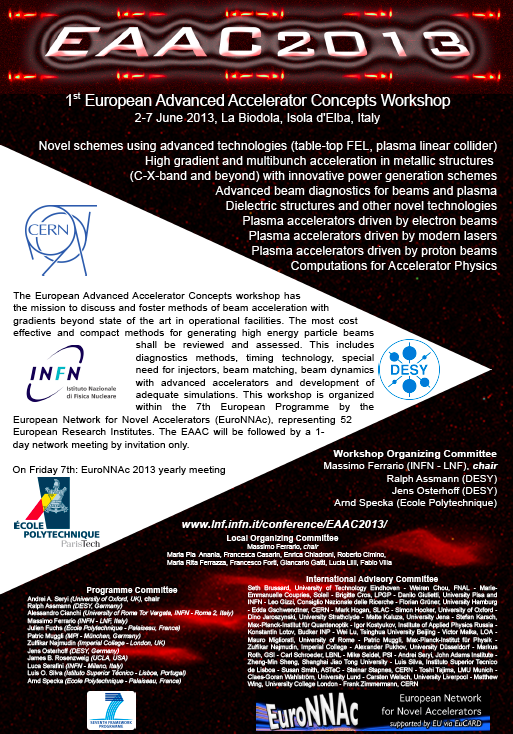 EAAC2013
1st European Advanced Accelerator Concepts Workshop
2-7 June 2013, La Biodola, Isola d'Elba, Italy
Novel schemes using advanced technologies (table-top FEL, plasma linear collider)
High gradient and multibunch acceleration in metallic structures
(C-X-band and beyond) with innovative power generation schemes
Advanced beam diagnostics for beams and plasma
Dielectric structures and other novel technologies
Plasma accelerators driven by electron beams
Plasma accelerators driven by modern lasers
Plasma accelerators driven by proton beams
Computations for Accelerator Physics
CERN
The European Advanced Accelerator Concepts workshop has
the mission to discuss and foster methods of beam acceleration with
gradients beyond state of the art in operational facilities. The most cost
effective and compact methods for generating high energy particle beams
shall be reviewed and assessed. This includes
diagnostics methods, timing technology, special
need for injectors, beam matching, beam dynamics
with advanced accelerators and development of
adequate simulations. This workshop is organized
within the 7th European Programme by the
European Network for Novel Accelerators (EuroNNAc), representing 52
European Research Institutes. The EAAC will be followed by a 1-
day network meeting by invitation only.
INFN
Istituto Nazionale
di Fisica Nucleare
DESY
On Friday 7th: EuroNNAc 2013 yearly meeting
Workshop Organizing Committee
Massimo Ferrario (INFN - LNF), chair
Ralph Assmann (DESY)
Jens Osterhoff (DESY)
Arnd Specka (Ecole Polytechnique)
ÉCOLE
POLYTECHNIQUE
ParisTech
www.lnf.infn.it/conference/EAAC2013/
Local Organizing Committee
Massimo Ferrario, chair
Maria Pia Anania, Francesca Casarin, Enrica Chiadroni, Roberto Cimino,
Maria Rita Ferrazza, Francesco Forti, Giancarlo Gatti, Lucia Lilli, Fabio Villa
Programme Committee
Andrei A. Seryi (University of Oxford, UK), chair
Ralph Assmann (DESY, Germany)
Alessandro Cianchi (University of Rome Tor Vergata, INFN - Roma 2, Italy)
Massimo Ferrario (INFN - LNF, Italy)
Julien Fuchs (École Polytechnique - Palaiseau, France)
Patric Muggli (MPI - München, Germany)
Zulfikar Najmudin (Imperial College - London, UK)
Jens Osterhoff (DESY, Germany)
James B. Rosenzweig (UCLA, USA)
Luca Serafini (INFN - Milano, Italy)
Luis O. Silva (Istituto Superior Técnico - Lisboa, Portugal)
Arnd Specka (Ecole Polytechnique - Palaiseau, France)
International Advisory Committee
Seth Brussard, University of Technology Eindhoven - Weiren Chou, FNAL - Marie-
Emmanuelle Couprie, Soleil - Brigitte Cros, LPGP - Danilo Giulietti, University Pisa and
INFN - Leo Gizzi, Consiglio Nazionale delle Ricerche - Florian Grüner, University Hamburg
- Edda Gschwendtner, CERN - Mark Hogan, SLAC - Simon Hooker, University of Oxford -
Dino Jaroszynski, University Strathclyde - Malte Kaluza, University Jena - Stefan Karsch,
Max-Planck-Institut für Quantenoptik - Igor Kostyukov, Institute of Applied Physics Russia -
Konstantin Lotov, Budker INP - Wei Lu, Tsinghua University Beijing - Victor Malka, LOA -
Mauro Migliorati, University of Rome - Patric Muggli, Max-Planck-Institut für Physik -
Zulfikar Najmudin, Imperial College - Alexander Pukhov, University Düsseldorf - Markus
Roth, GSI - Carl Schroeder, LBNL - Mike Seidel, PSI - Andrei Seryi, John Adams Institute -
Zheng-Min Sheng, Shanghai Jiao Tong University - Luis Silva, Instituto Superior Tecnico
de Lisboa - Susan Smith, ASTeC - Steinar Stapnes, CERN - Toshi Tajima, LMU Munich -
Claes-Goran Wahlström, University Lund - Carsten Welsch, University Liverpool - Matthew
Wing, University College London - Frank Zimmermann, CERN
SEVENTH FRAMEWORK
PROGRAMME
EuroNNAc
European Network
for Novel Accelerators
supported by EU via EuCARD